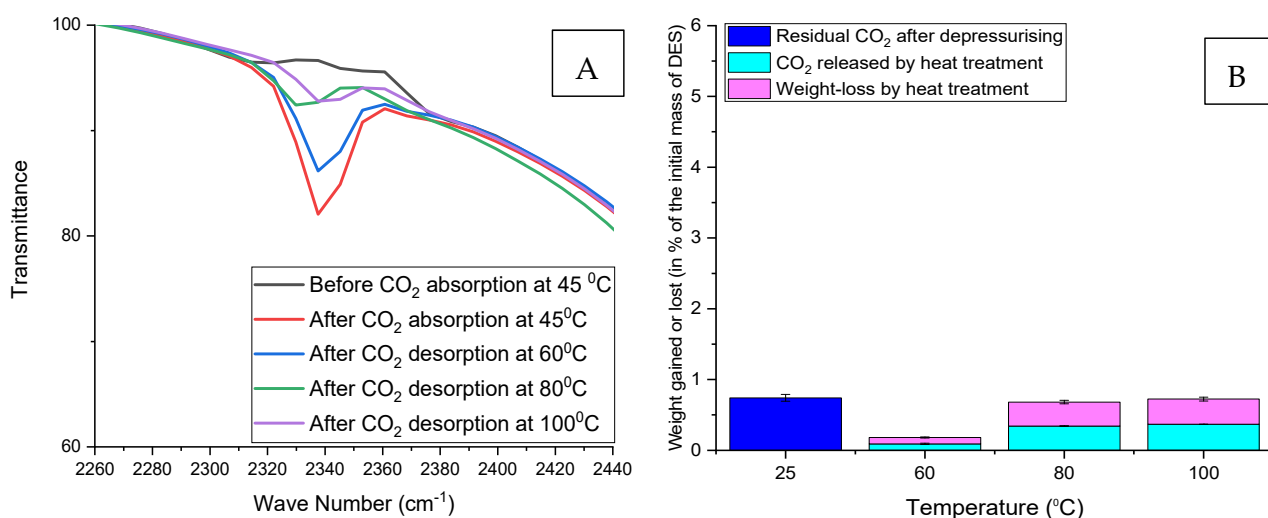 A
100
80
60
Transmittance
Before CO₂ absorption at 45 ⁰C
After CO₂ absorption at 45⁰C
After CO₂ desorption at 60⁰C
After CO₂ desorption at 80⁰C
After CO₂ desorption at 100⁰C
2260 2280 2300 2320 2340 2360 2380 2400 2420 2440
Wave Number (cm⁻¹)
B
Residual CO₂ after depressurising
CO₂ released by heat treatment
Weight-loss by heat treatment
6
5
4
3
2
1
0
Weight gained or lost (in % of the initial mass of DES)
25 60 80 100
Temperature (⁰C)